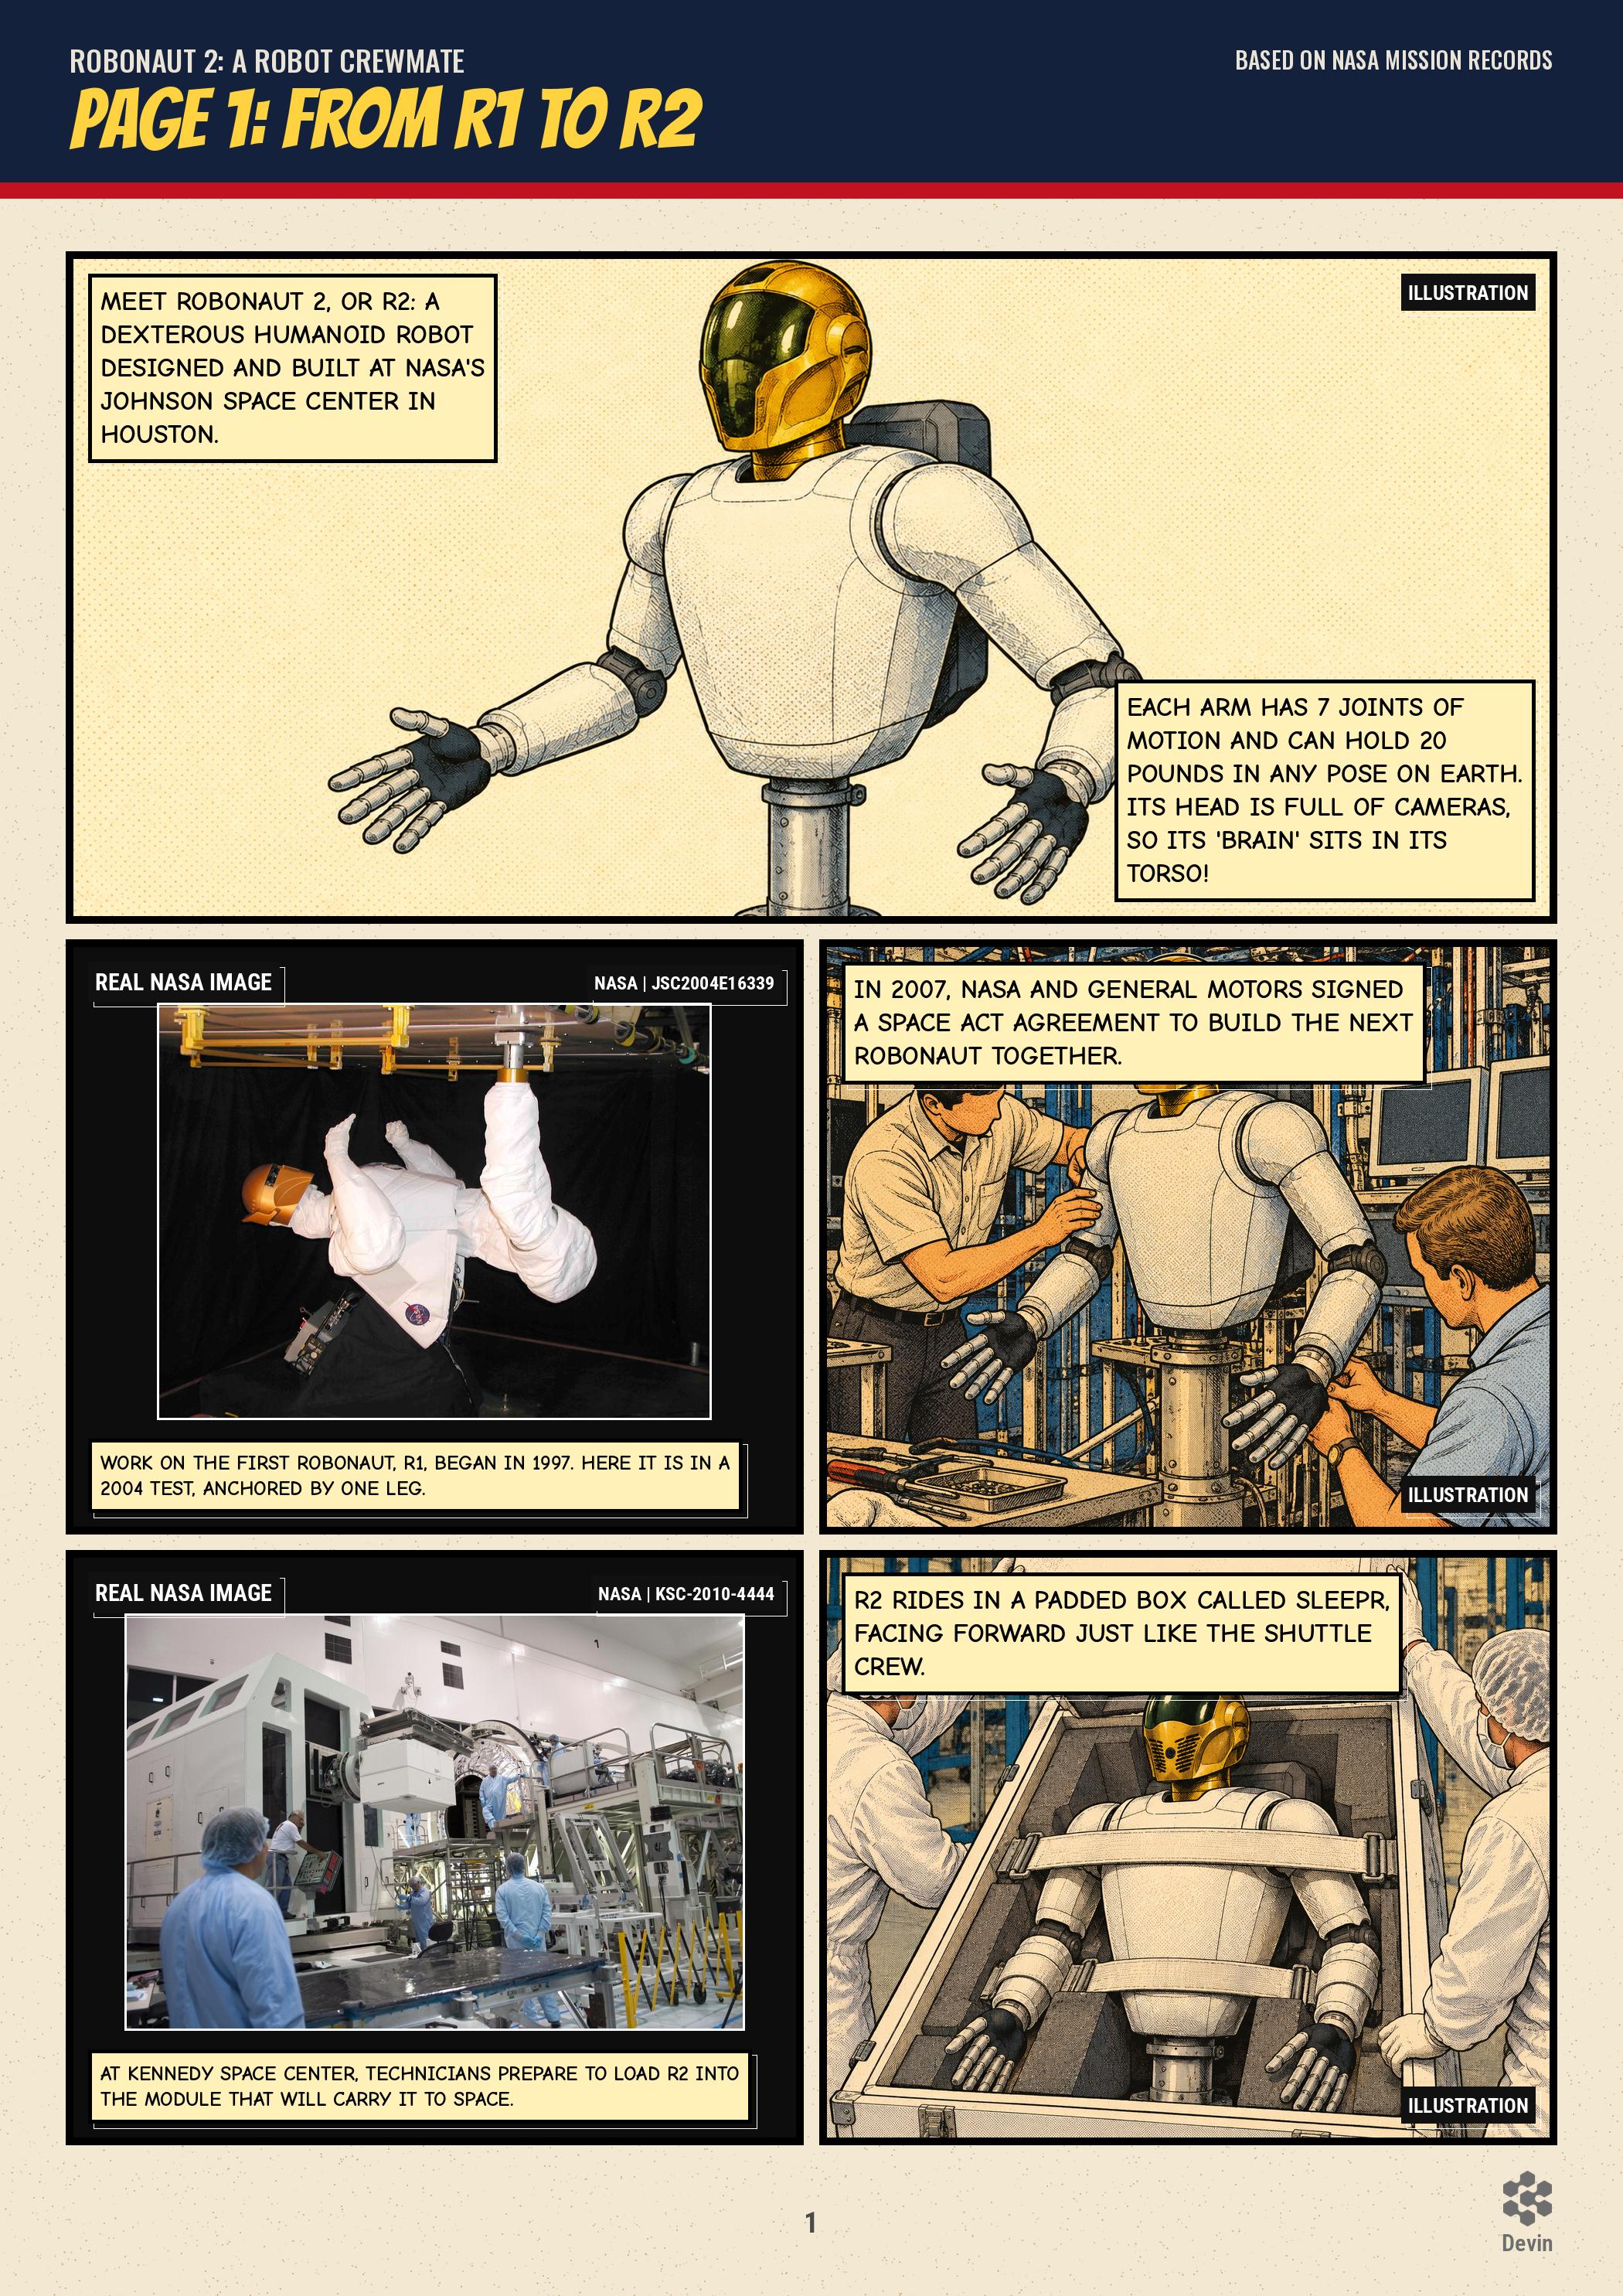 ROBONAUT 2: A ROBOT CREWMATE
BASED ON NASA MISSION RECORDS
PAGE 1: FROM R1 TO R2
MEET ROBONAUT 2, OR R2: A
DEXTEROUS HUMANOID ROBOT
DESIGNED AND BUILT AT NASA'S
JOHNSON SPACE CENTER IN
HOUSTON.
ILLUSTRATION
EACH ARM HAS 7 JOINTS OF
MOTION AND CAN HOLD 20
POUNDS IN ANY POSE ON EARTH.
ITS HEAD IS FULL OF CAMERAS,
SO ITS 'BRAIN' SITS IN ITS
TORSO!
REAL NASA IMAGE
NASA | JSC2004E16339
WORK ON THE FIRST ROBONAUT, R1, BEGAN IN 1997. HERE IT IS IN A
2004 TEST, ANCHORED BY ONE LEG.
IN 2007, NASA AND GENERAL MOTORS SIGNED
A SPACE ACT AGREEMENT TO BUILD THE NEXT
ROBONAUT TOGETHER.
ILLUSTRATION
REAL NASA IMAGE
NASA | KSC-2010-4444
AT KENNEDY SPACE CENTER, TECHNICIANS PREPARE TO LOAD R2 INTO
THE MODULE THAT WILL CARRY IT TO SPACE.
R2 RIDES IN A PADDED BOX CALLED SLEEPR,
FACING FORWARD JUST LIKE THE SHUTTLE
CREW.
ILLUSTRATION
1
Devin